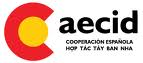 aecid
COOPERACIÓN ESPAÑOLA
HỢP TÁC TÂY BAN NHA